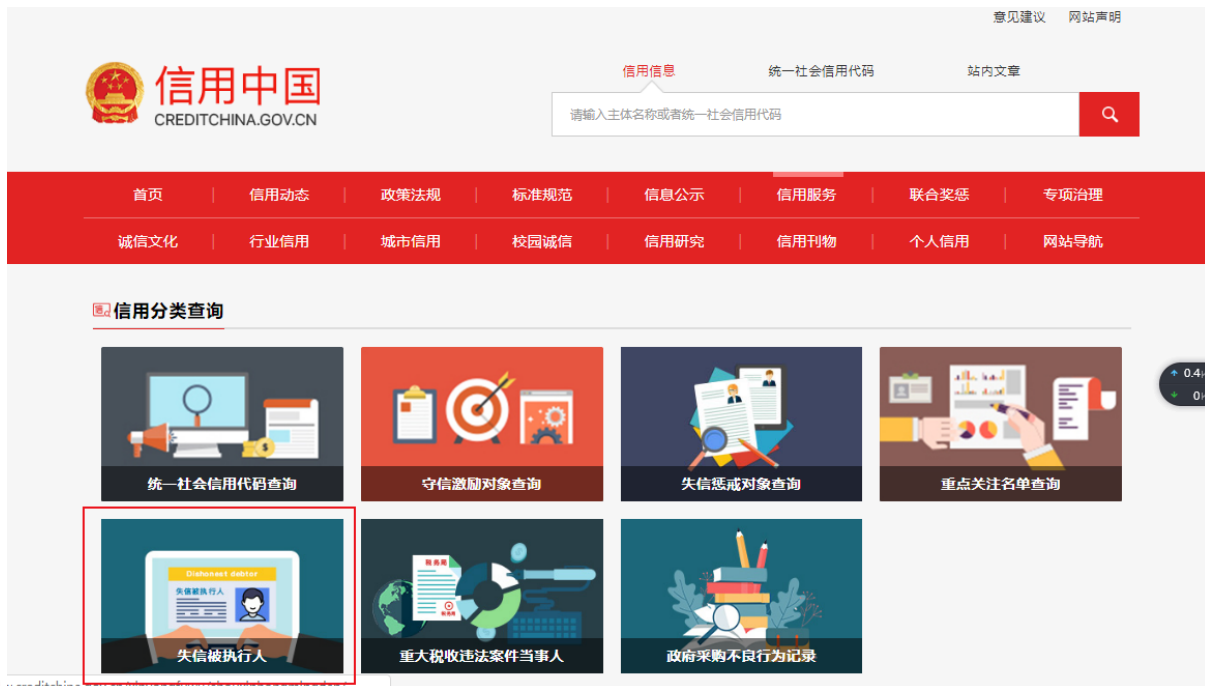 意见建议 网站声明
信用中国
CREDITCHINA.GOV.CN
信用信息 统一社会信用代码 站内文章
请输入主体名称或者统一社会信用代码
首页 信用动态 政策法规 标准规范 信息公示 信用服务 联合奖惩 专项治理
诚信文化 行业信用 城市信用 校园诚信 信用研究 信用刊物 个人信用 网站导航
信用分类查询
统一社会信用代码查询 守信激励对象查询 失信惩戒对象查询 重点关注名单查询
0.4
0
Dishonest debtor
失信被执行人
税务局
失信被执行人 重大税收违法案件当事人 政府采购不良行为记录